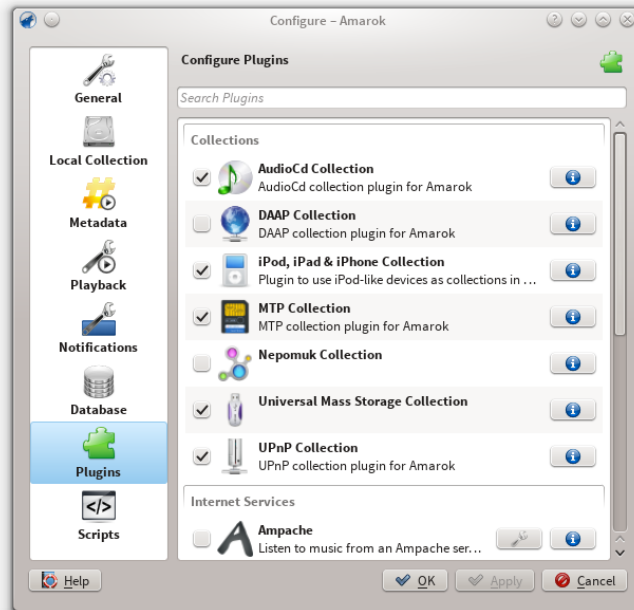 Configure – Amarok
General
Local Collection
Metadata
Playback
Notifications
Database
Plugins
Scripts
Configure Plugins
Search Plugins
Collections
AudioCd Collection
AudioCd collection plugin for Amarok
DAAP Collection
DAAP collection plugin for Amarok
iPod, iPad & iPhone Collection
Plugin to use iPod-like devices as collections in ...
MTP Collection
MTP collection plugin for Amarok
Nepomuk Collection
Universal Mass Storage Collection
UPnP Collection
UPnP collection plugin for Amarok
Internet Services
Ampache
Listen to music from an Ampache ser...
Help
OK
Apply
Cancel